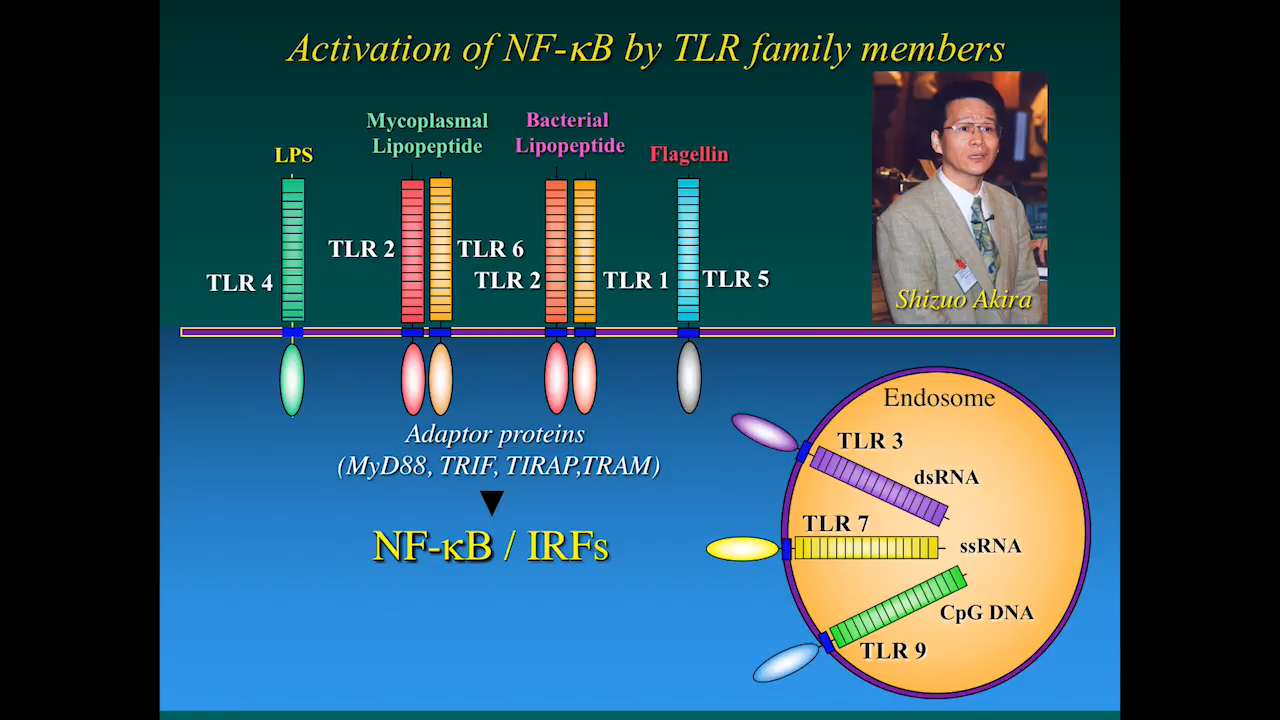 Activation of NF-κB by TLR family members
Mycoplasmal
Lipopeptide
Bacterial
Lipopeptide
LPS
Flagellin
TLR 2
TLR 6
TLR 4
TLR 2
TLR 1
TLR 5
Shizuo Akira
Adaptor proteins
(MyD88, TRIF, TIRAP,TRAM)
NF-κB / IRFs
Endosome
TLR 3
dsRNA
TLR 7
ssRNA
CpG DNA
TLR 9